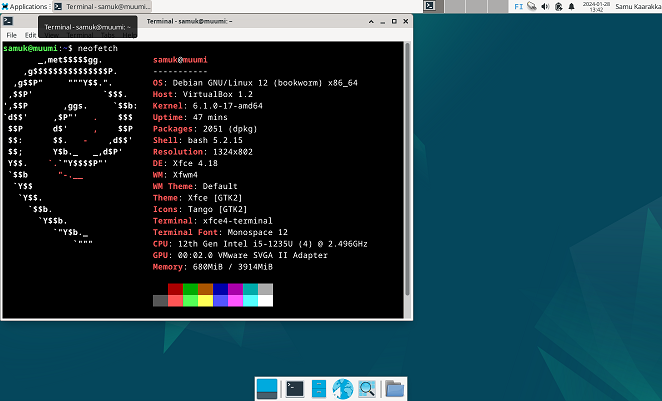 Applications
Terminal - samuk@muumi:...
FI
2024-01-28
13:42
Samu Kaarakka
Terminal - samuk@muumi: ~
Terminal - samuk@muumi: ~
File
samuk@muumi:~$ neofetch
_,met$$$$$gg.
,g$$$$$$$$$$$$$$$P.
,g$$P"     """Y$$.".
,$$P'              `$$$.
',$$P       ,ggs.     `$$b:
`d$$'     ,$P"'   .    $$$
$$P      d$'     ,    $$P
$$:      $$.   -    ,d$$'
$$;      Y$b._   _,d$P'
Y$$.    `.`"Y$$$$P"'
`$$b      "-.__
`Y$$
`Y$$.
`$$b.
`Y$$b.
`"Y$b._
`"""
samuk@muumi
-----------
OS: Debian GNU/Linux 12 (bookworm) x86_64
Host: VirtualBox 1.2
Kernel: 6.1.0-17-amd64
Uptime: 47 mins
Packages: 2051 (dpkg)
Shell: bash 5.2.15
Resolution: 1324x802
DE: Xfce 4.18
WM: Xfwm4
WM Theme: Default
Theme: Xfce [GTK2]
Icons: Tango [GTK2]
Terminal: xfce4-terminal
Terminal Font: Monospace 12
CPU: 12th Gen Intel i5-1235U (4) @ 2.496GHz
GPU: 00:02.0 VMware SVGA II Adapter
Memory: 680MiB / 3914MiB